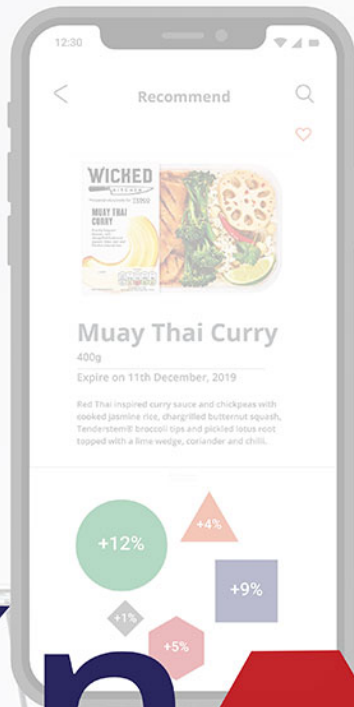 12:30
Recommend
WICKED
KITCHEN
MUAY THAI
CURRY
Muay Thai Curry
400g
Expire on 11th December, 2019
Red Thai inspired curry sauce and chickpeas with
cooked jasmine rice, chargrilled butternut squash,
Tenderstem® broccoli tips and pickled lotus root
topped with a lime wedge, coriander and chilli.
+4%
+12%
+9%
+1%
+5%
n